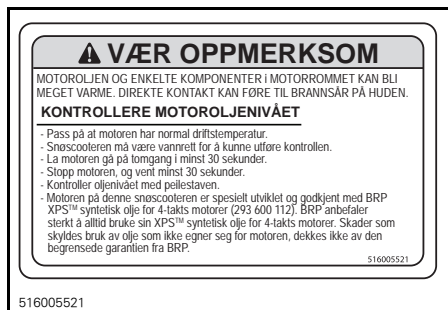 ⚠ VÆR OPPMERKSOM
MOTOROLJEN OG ENKELTE KOMPONENTER i MOTORROMMET KAN BLI
MEGET VARME. DIREKTE KONTAKT KAN FØRE TIL BRANNSÅR PÅ HUDEN.
KONTROLLERE MOTOROLJENIVÅET
- Pass på at motoren har normal driftstemperatur.
- Snøscooteren må være vannrett for å kunne utføre kontrollen.
- La motoren gå på tomgang i minst 30 sekunder.
- Stopp motoren, og vent minst 30 sekunder.
- Kontroller oljenivået med peilestaven.
- Motoren på denne snøscooteren er spesielt utviklet og godkjent med BRP
XPS™ syntetisk olje for 4-takts motorer (293 600 112). BRP anbefaler
sterkt å alltid bruke sin XPS™ syntetisk olje for 4-takts motorer. Skader som
skyldes bruk av olje som ikke egner seg for motoren, dekkes ikke av den
begrensede garantien fra BRP.
516005521
516005521